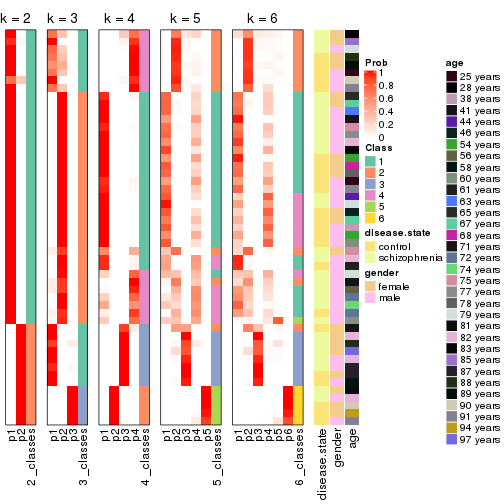 k = 2
k = 3
k = 4
k = 5
k = 6
p1
p2
2_classes
p1
p2
p3
3_classes
p1
p2
p3
p4
4_classes
p1
p2
p3
p4
p5
5_classes
p1
p2
p3
p4
p5
p6
6_classes
disease.state
gender
age
Prob
1
0.8
0.6
0.4
0.2
0
Class
1
2
3
4
5
6
disease.state
control
schizophrenia
gender
female
male
age
25 years
28 years
38 years
41 years
44 years
46 years
54 years
56 years
58 years
60 years
61 years
63 years
65 years
67 years
68 years
71 years
72 years
74 years
75 years
77 years
78 years
79 years
81 years
82 years
83 years
85 years
87 years
88 years
89 years
90 years
91 years
94 years
97 years